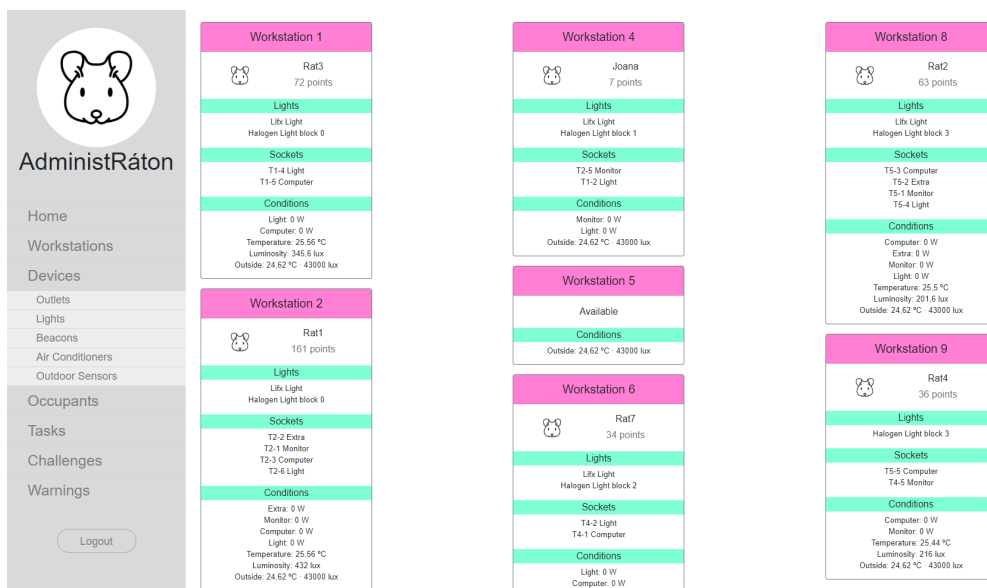 AdministRáton
Home
Workstations
Devices
Outlets
Lights
Beacons
Air Conditioners
Outdoor Sensors
Occupants
Tasks
Challenges
Warnings
Logout
Workstation 1
Rat3
72 points
Lights
Lifx Light
Halogen Light block 0
Sockets
T1-4 Light
T1-5 Computer
Conditions
Light: 0 W
Computer: 0 W
Temperature: 25,56 ºC
Luminosity: 345,6 lux
Outside: 24,62 ºC · 43000 lux
Workstation 2
Rat1
161 points
Lights
Lifx Light
Halogen Light block 0
Sockets
T2-2 Extra
T2-1 Monitor
T2-3 Computer
T2-6 Light
Conditions
Extra: 0 W
Monitor: 0 W
Computer: 0 W
Light: 0 W
Temperature: 25,56 ºC
Luminosity: 432 lux
Outside: 24,62 ºC · 43000 lux
Workstation 4
Joana
7 points
Lights
Lifx Light
Halogen Light block 1
Sockets
T2-5 Monitor
T1-2 Light
Conditions
Monitor: 0 W
Light: 0 W
Outside: 24,62 ºC · 43000 lux
Workstation 5
Available
Conditions
Outside: 24,62 ºC · 43000 lux
Workstation 6
Rat7
34 points
Lights
Lifx Light
Halogen Light block 2
Sockets
T4-2 Light
T4-1 Computer
Conditions
Light: 0 W
Computer: 0 W
Workstation 8
Rat2
63 points
Lights
Lifx Light
Halogen Light block 3
Sockets
T5-3 Computer
T5-2 Extra
T5-1 Monitor
T5-4 Light
Conditions
Computer: 0 W
Extra: 0 W
Monitor: 0 W
Light: 0 W
Temperature: 25,5 ºC
Luminosity: 201,6 lux
Outside: 24,62 ºC · 43000 lux
Workstation 9
Rat4
36 points
Lights
Halogen Light block 3
Sockets
T5-5 Computer
T4-5 Monitor
Conditions
Computer: 0 W
Monitor: 0 W
Temperature: 25,44 ºC
Luminosity: 216 lux
Outside: 24,62 ºC · 43000 lux